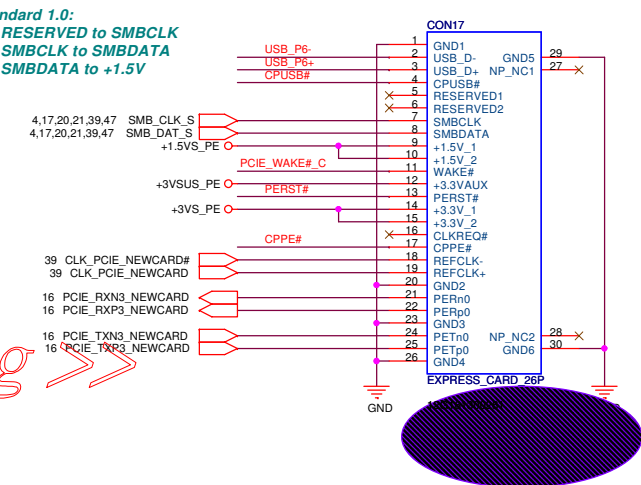 ndard 1.0:
RESERVED to SMBCLK
SMBCLK to SMBDATA
SMBDATA to +1.5V
CON17
1 GND1
USB_P6- 2 USB_D- GND5 29
USB_P6+ 3 USB_D+ NP_NC1 27
CPUSB# 4 CPUSB#
5 RESERVED1
6 RESERVED2
4,17,20,21,39,47 SMB_CLK_S 7 SMBCLK
4,17,20,21,39,47 SMB_DAT_S 8 SMBDATA
+1.5VS_PE 9 +1.5V_1
10 +1.5V_2
PCIE_WAKE#_C 11 WAKE#
+3VSUS_PE 12 +3.3VAUX
PERST# 13 PERST#
+3VS_PE 14 +3.3V_1
15 +3.3V_2
16 CLKREQ#
CPPE# 17 CPPE#
39 CLK_PCIE_NEWCARD# 18 REFCLK-
39 CLK_PCIE_NEWCARD 19 REFCLK+
20 GND2
16 PCIE_RXN3_NEWCARD 21 PERn0
16 PCIE_RXP3_NEWCARD 22 PERp0
23 GND3
16 PCIE_TXN3_NEWCARD 24 PETn0 NP_NC2 28
16 PCIE_TXP3_NEWCARD 25 PETp0 GND6 30
26 GND4
g >>
EXPRESS_CARD_26P
GND